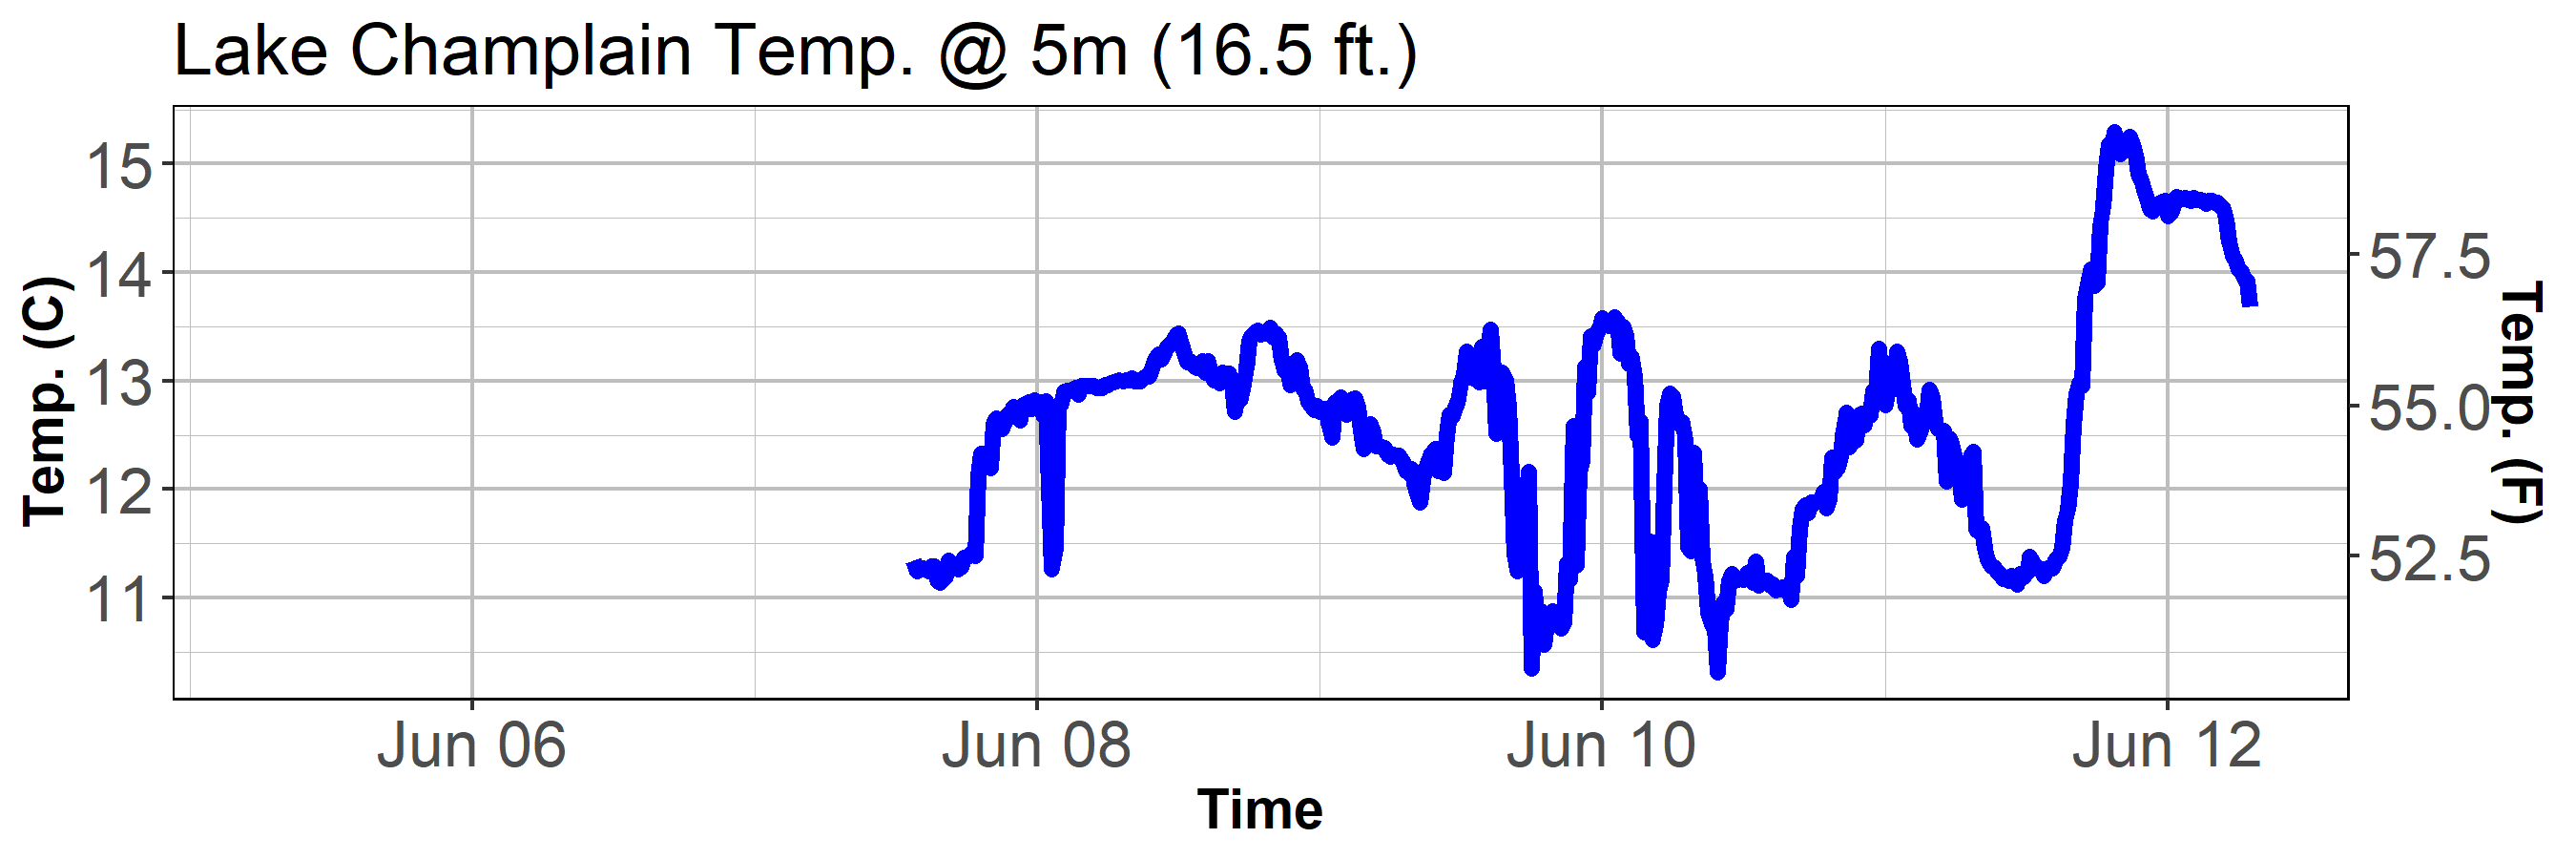 Lake Champlain Temp. @ 5m (16.5 ft.)
Temp. (C)
15
14
13
12
11
57.5
55.0
52.5
Temp. (F)
Jun 06
Jun 08
Jun 10
Jun 12
Time